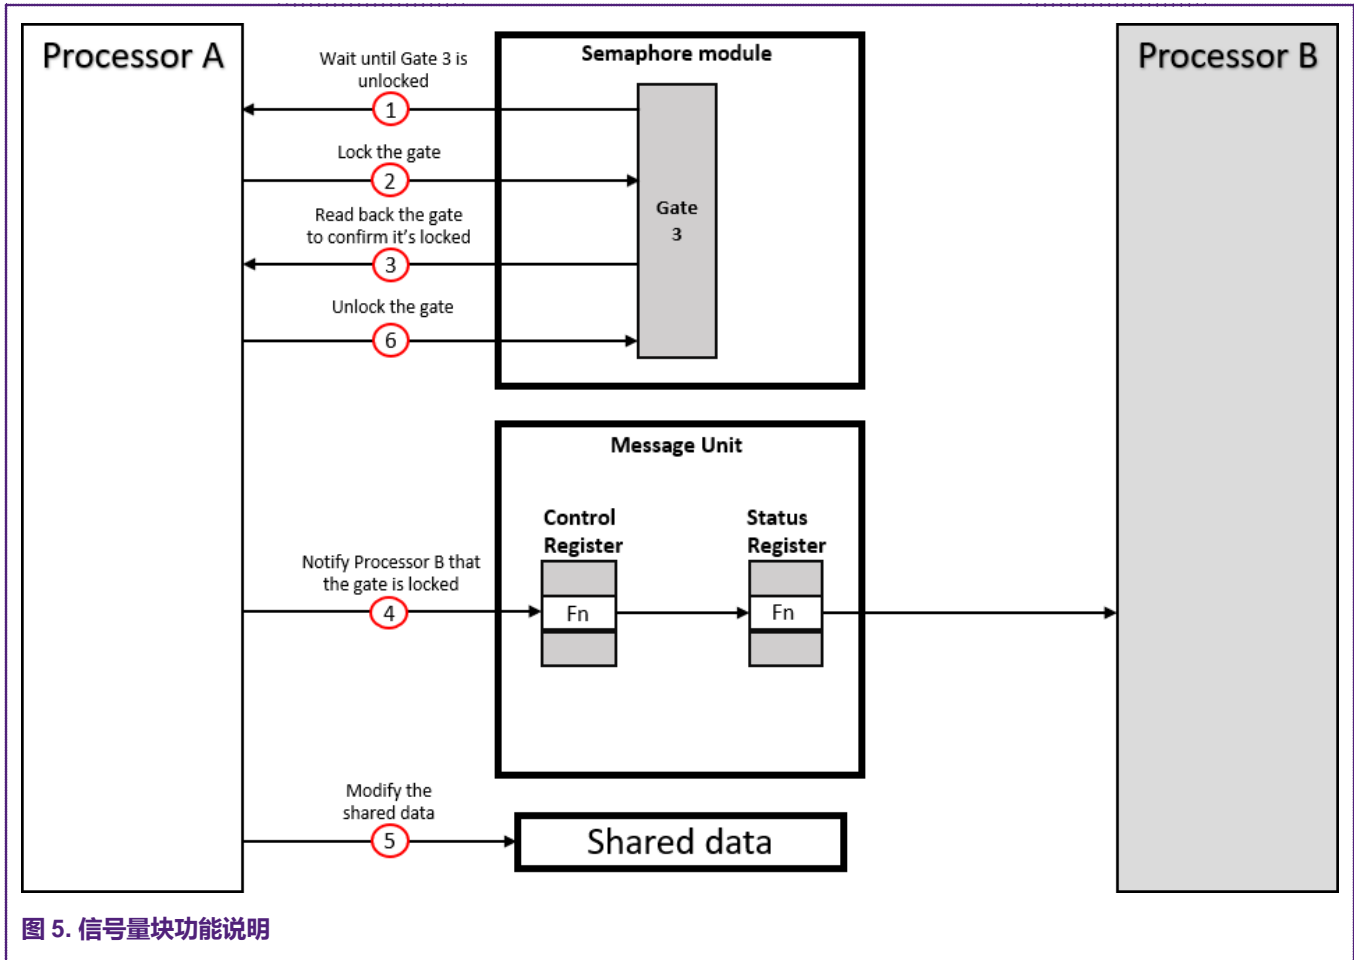 Processor A
Wait until Gate 3 is
unlocked
1
Lock the gate
2
Read back the gate
to confirm it's locked
3
Unlock the gate
6
Semaphore module
Gate
3
Processor B
Message Unit
Control
Register
Fn
Status
Register
Fn
Notify Processor B that
the gate is locked
4
Modify the
shared data
5
Shared data
图 5. 信号量块功能说明